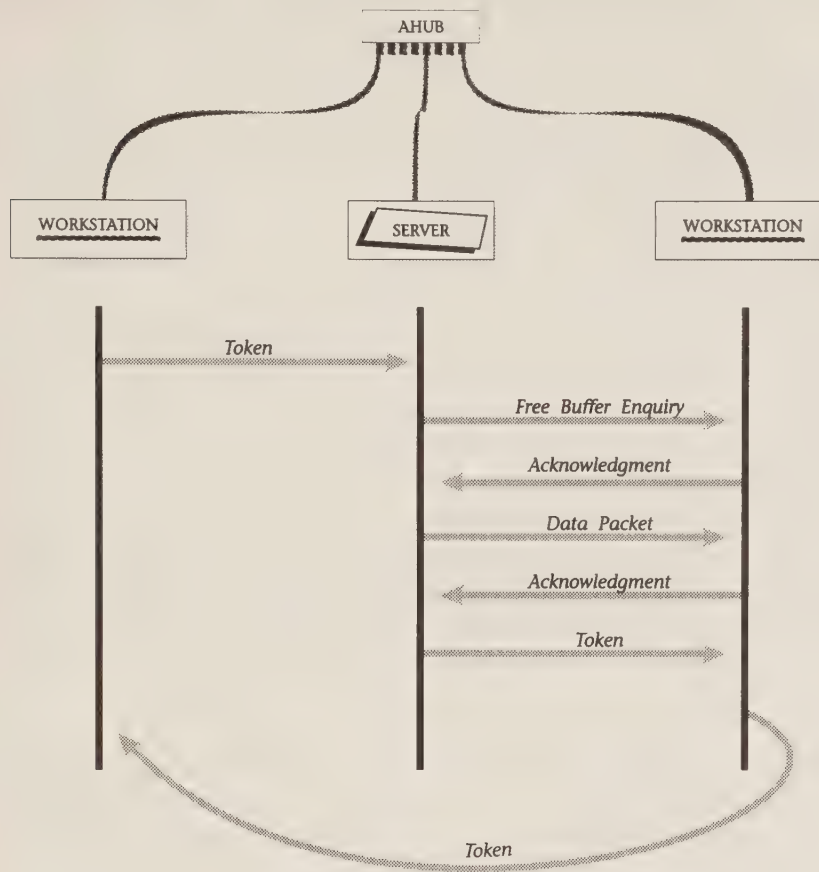 AHUB
WORKSTATION
SERVER
WORKSTATION
Token
Free Buffer Enquiry
Acknowledgment
Data Packet
Acknowledgment
Token
Token